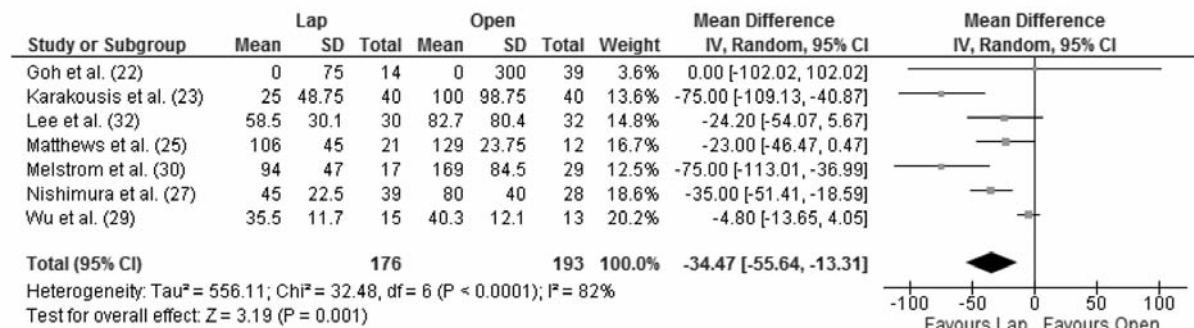 Lap Open Mean Difference Mean Difference
Study or Subgroup Mean SD Total Mean SD Total Weight IV, Random, 95% CI IV, Random, 95% CI
Goh et al. (22) 0 75 14 0 300 39 3.6% 0.00 [-102.02, 102.02]
Karakousis et al. (23) 25 48.75 40 100 98.75 40 13.6% -75.00 [-109.13, -40.87]
Lee et al. (32) 58.5 30.1 30 82.7 80.4 32 14.8% -24.20 [-54.07, 5.67]
Matthews et al. (25) 106 45 21 129 23.75 12 16.7% -23.00 [-46.47, 0.47]
Melstrom et al. (30) 94 47 17 169 84.5 29 12.5% -75.00 [-113.01, -36.99]
Nishimura et al. (27) 45 22.5 39 80 40 28 18.6% -35.00 [-51.41, -18.59]
Wu et al. (29) 35.5 11.7 15 40.3 12.1 13 20.2% -4.80 [-13.65, 4.05]
Total (95% CI) 176 193 100.0% -34.47 [-55.64, -13.31]
Heterogeneity: Tau² = 556.11; Chi² = 32.48, df = 6 (P < 0.0001); I² = 82%
Test for overall effect: Z = 3.19 (P = 0.001)
-100 -50 0 50 100
Favours Lap Favours Open